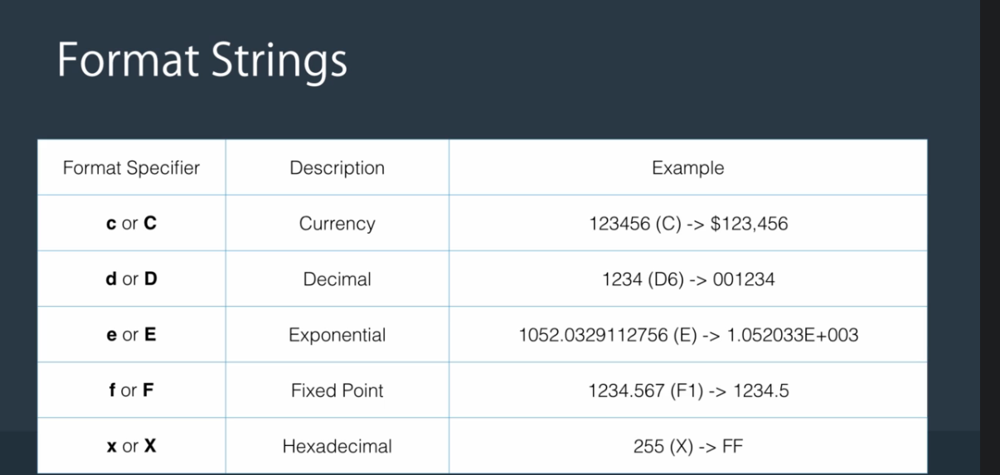 Format Strings
Format Specifier Description Example
c or C Currency 123456 (C) -> $123,456
d or D Decimal 1234 (D6) -> 001234
e or E Exponential 1052.0329112756 (E) -> 1.052033E+003
f or F Fixed Point 1234.567 (F1) -> 1234.5
x or X Hexadecimal 255 (X) -> FF